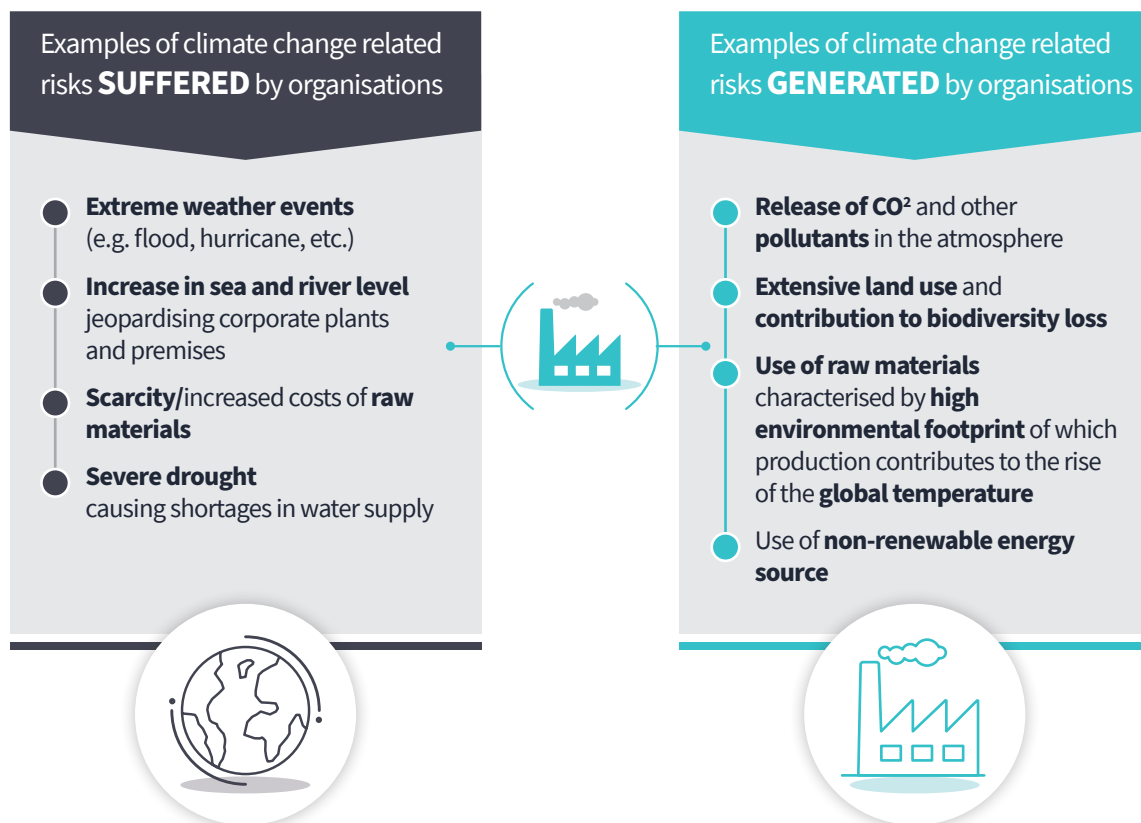 Examples of climate change related
risks SUFFERED by organisations
Extreme weather events
(e.g. flood, hurricane, etc.)
Increase in sea and river level
jeopardising corporate plants
and premises
Scarcity/increased costs of raw
materials
Severe drought
causing shortages in water supply
Examples of climate change related
risks GENERATED by organisations
Release of CO² and other
pollutants in the atmosphere
Extensive land use and
contribution to biodiversity loss
Use of raw materials
characterised by high
environmental footprint of which
production contributes to the rise
of the global temperature
Use of non-renewable energy
source